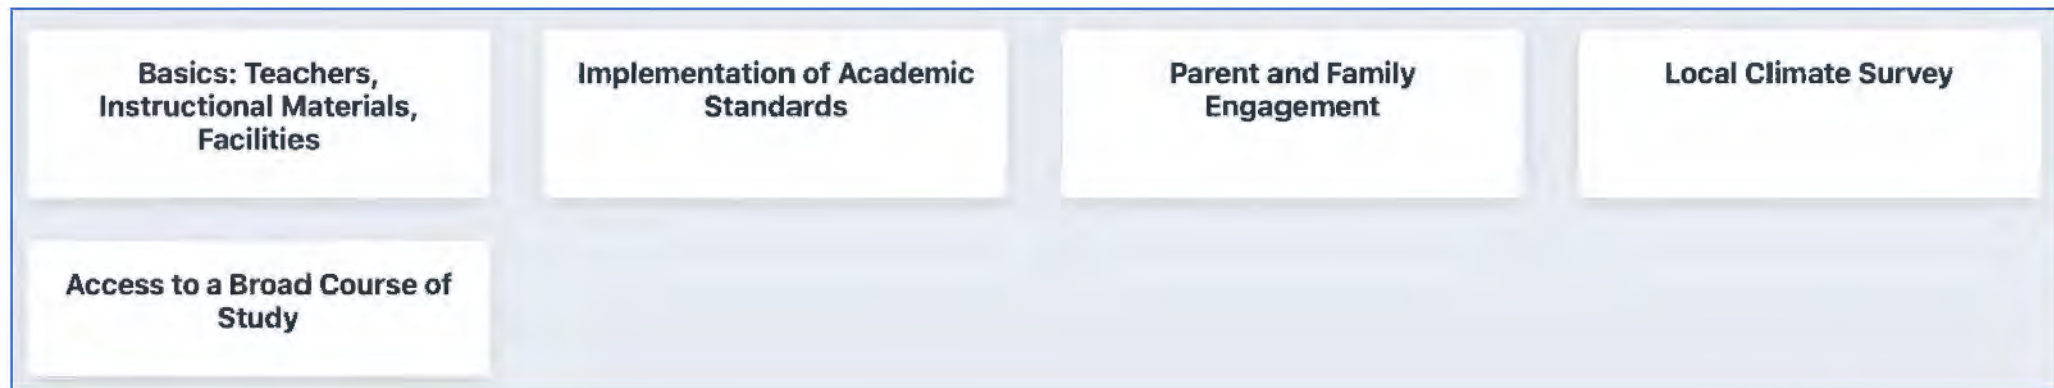 Basics: Teachers,
Instructional Materials,
Facilities
Implementation of Academic
Standards
Parent and Family
Engagement
Local Climate Survey
Access to a Broad Course of
Study